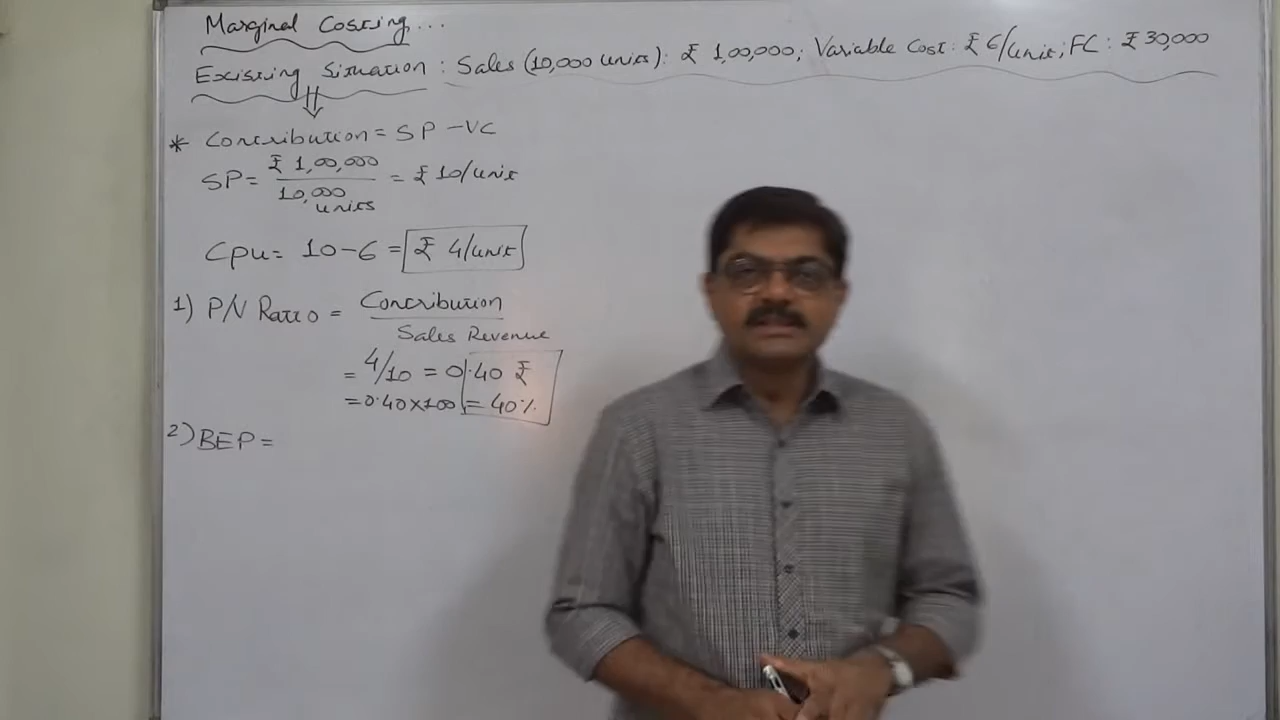 Marginal Costing...
Existing Situation : Sales (10,000 units) : ₹ 1,00,000; Variable Cost : ₹ 6/unit; FC : ₹ 30,000
* Contribution = SP - VC
SP = ₹ 1,00,000 / 10,000 units = ₹ 10/unit
Cpu = 10 - 6 = ₹ 4/unit
1) P/V Ratio = Contribution / Sales Revenue
= 4/10 = 0.40 ₹
= 0.40 x 100 = 40%
2) BEP =